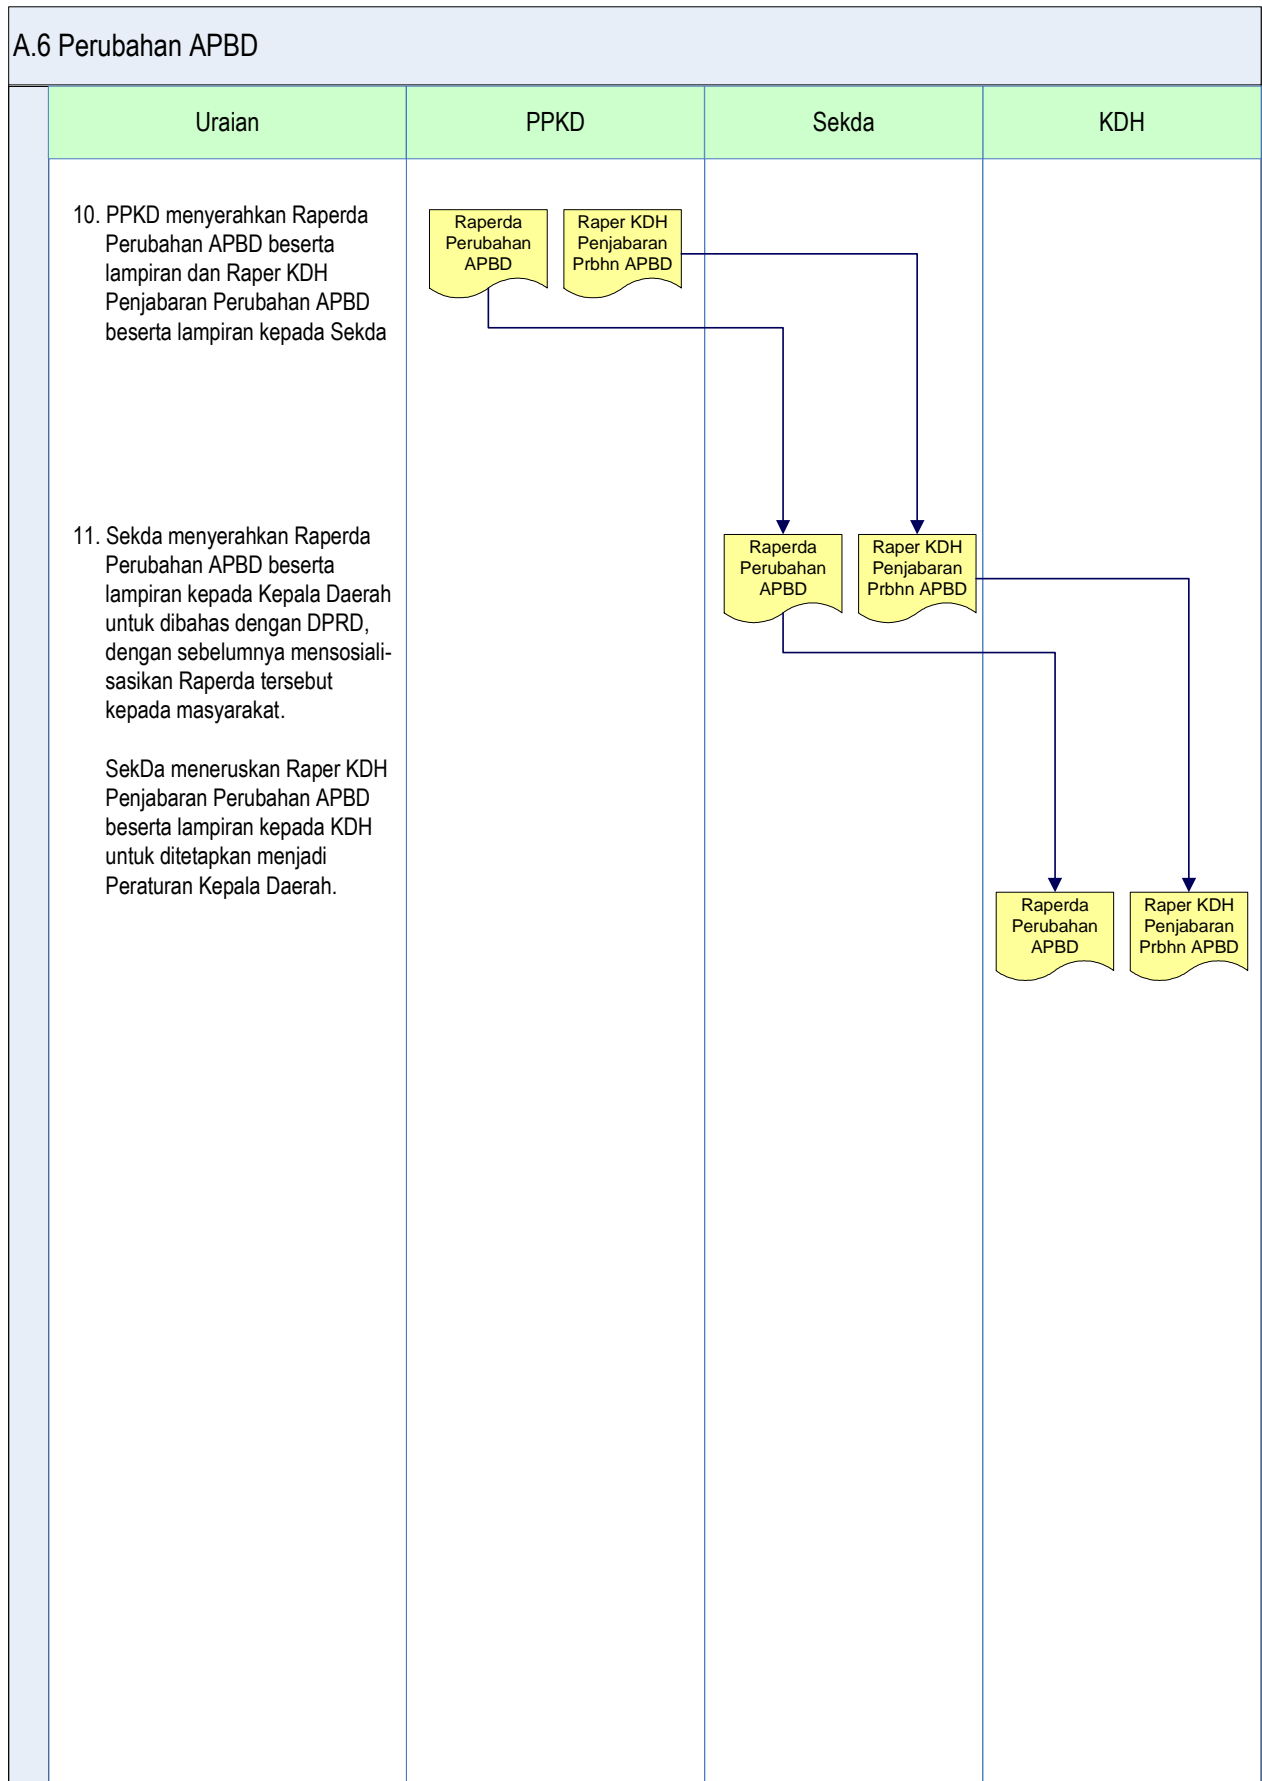 A.6 Perubahan APBD
Uraian
PPKD
Sekda
KDH
10. PPKD menyerahkan Raperda
Perubahan APBD beserta
lampiran dan Raper KDH
Penjabaran Perubahan APBD
beserta lampiran kepada Sekda
Raperda
Perubahan
APBD
Raper KDH
Penjabaran
Prbhn APBD
11. Sekda menyerahkan Raperda
Perubahan APBD beserta
lampiran kepada Kepala Daerah
untuk dibahas dengan DPRD,
dengan sebelumnya mensosiali-
sasikan Raperda tersebut
kepada masyarakat.
SekDa meneruskan Raper KDH
Penjabaran Perubahan APBD
beserta lampiran kepada KDH
untuk ditetapkan menjadi
Peraturan Kepala Daerah.
Raperda
Perubahan
APBD
Raper KDH
Penjabaran
Prbhn APBD
Raperda
Perubahan
APBD
Raper KDH
Penjabaran
Prbhn APBD